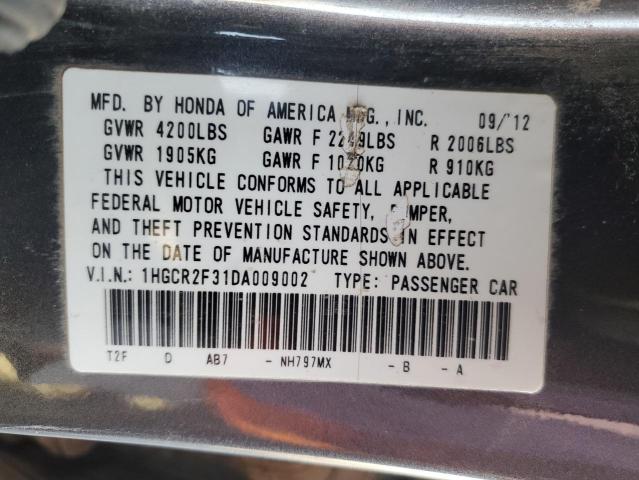 MFD. BY HONDA OF AMERICA MFG., INC. 09/'12
GVWR 4200LBS GAWR F 2249LBS R 2006LBS
GVWR 1905KG GAWR F 1020KG R 910KG
THIS VEHICLE CONFORMS TO ALL APPLICABLE
FEDERAL MOTOR VEHICLE SAFETY, BUMPER,
AND THEFT PREVENTION STANDARDS IN EFFECT
ON THE DATE OF MANUFACTURE SHOWN ABOVE.
V.I.N.: 1HGCR2F31DA009002 TYPE: PASSENGER CAR
T2F D AB7 - NH797MX - B - A